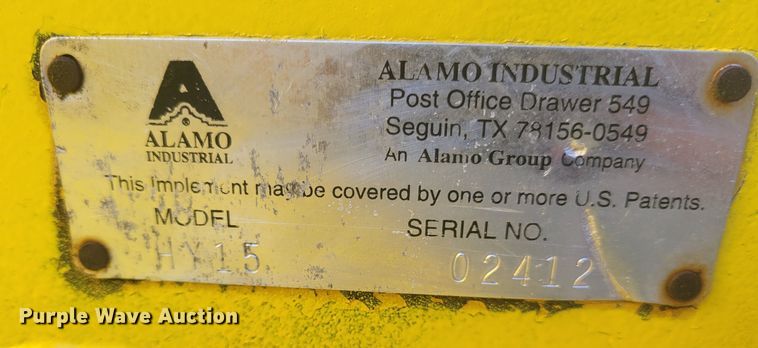 ALAMO
INDUSTRIAL
ALAMO INDUSTRIAL
Post Office Drawer 549
Seguin, TX 78156-0549
An Alamo Group Company
This Implement may be covered by one or more U.S. Patents.
MODEL SERIAL NO.
HY15 02412
Purple Wave Auction